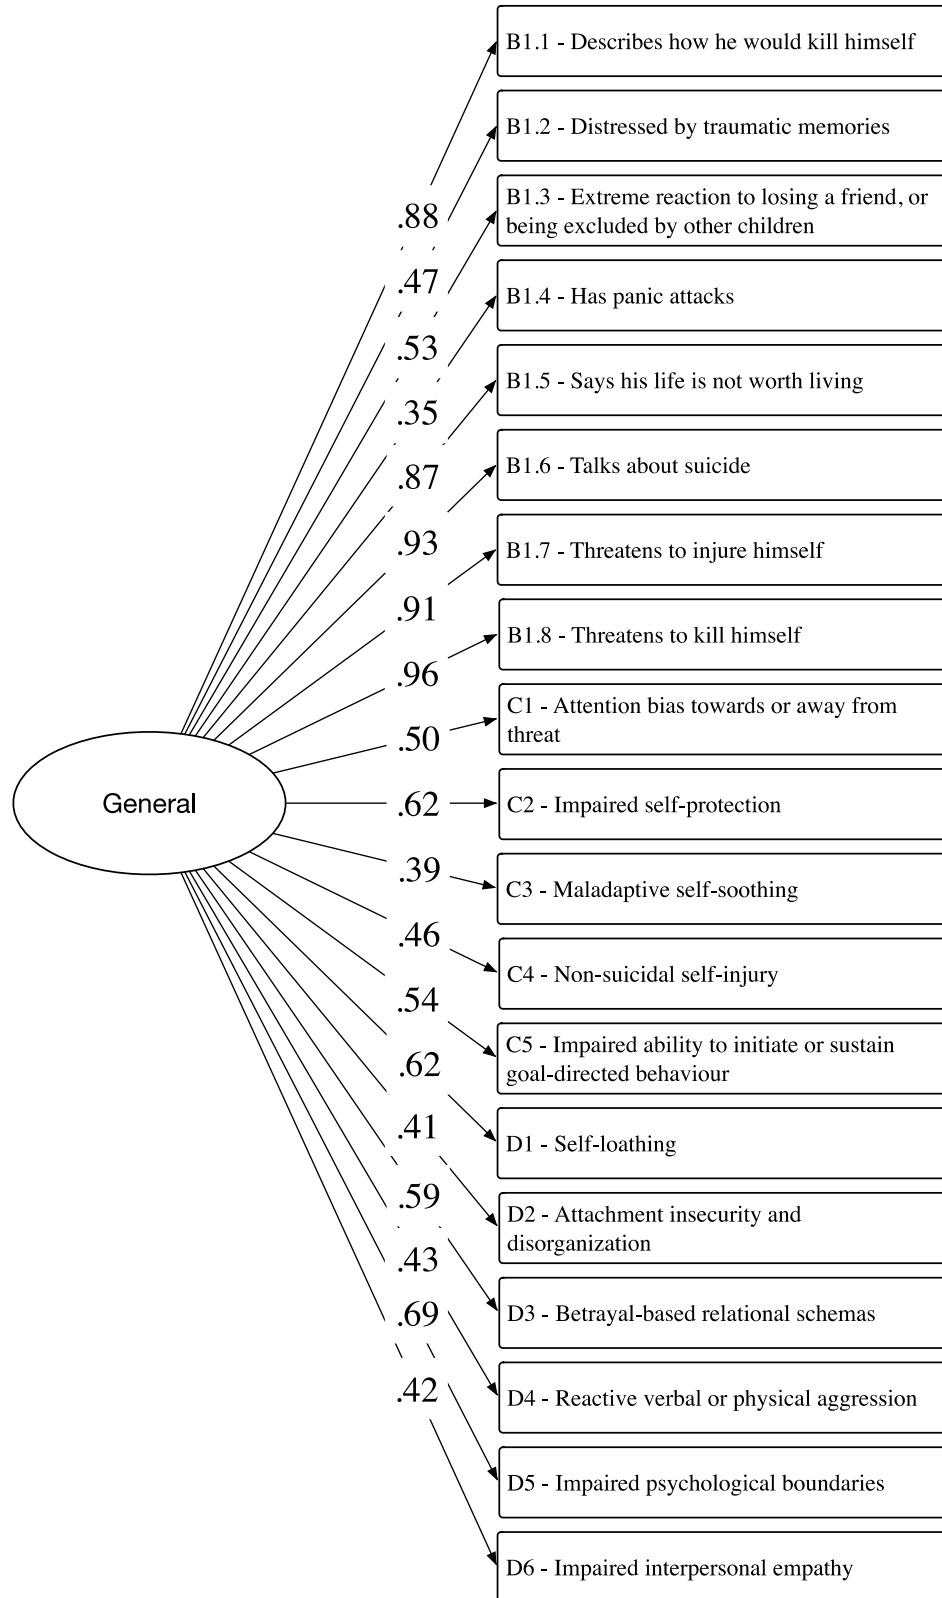 B1.1 - Describes how he would kill himself
B1.2 - Distressed by traumatic memories
B1.3 - Extreme reaction to losing a friend, or
being excluded by other children
.88
.47
B1.4 - Has panic attacks
.53
B1.5 - Says his life is not worth living
.35
B1.6 - Talks about suicide
.87
.93
B1.7 - Threatens to injure himself
.91
B1.8 - Threatens to kill himself
.96
C1 - Attention bias towards or away from
threat
.50
General
.62
C2 - Impaired self-protection
.39
C3 - Maladaptive self-soothing
.46
C4 - Non-suicidal self-injury
.54
C5 - Impaired ability to initiate or sustain
goal-directed behaviour
.62
D1 - Self-loathing
.41
.59
D2 - Attachment insecurity and
disorganization
.43
.69
D3 - Betrayal-based relational schemas
.42
D4 - Reactive verbal or physical aggression
D5 - Impaired psychological boundaries
D6 - Impaired interpersonal empathy